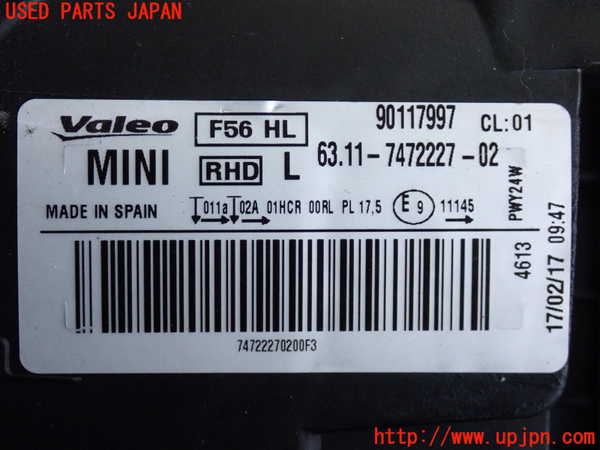 USED PARTS JAPAN
Valeo F56 HL 90117997 CL:01
MINI RHD L 63.11-7472227-02
MADE IN SPAIN 011a 02A 01HCR 00RL PL 17,5 E 9 11145
PWY24W
4613
17/02/17 09:47
74722270200F3
http://www.upjpn.com/